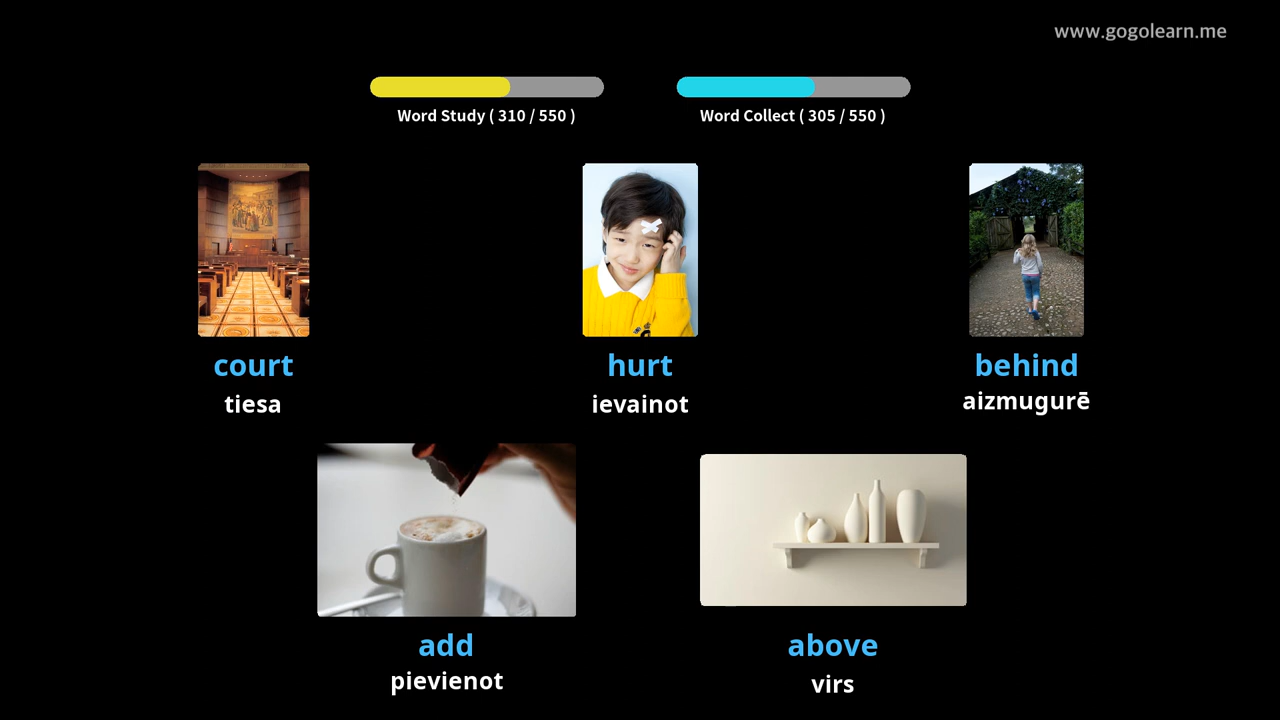 www.gogolearn.me
Word Study ( 310 / 550 )
Word Collect ( 305 / 550 )
court
tiesa
hurt
ievainot
behind
aizmugurē
add
pievienot
above
virs